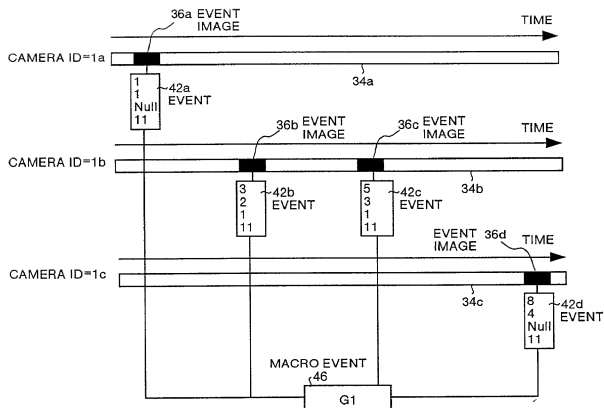 36a EVENT IMAGE
TIME
CAMERA ID=1a
34a
1
1
Null
11
42a
EVENT
36b EVENT IMAGE
36c EVENT IMAGE
TIME
CAMERA ID=1b
34b
3
2
1
11
42b
EVENT
5
3
1
11
42c
EVENT
EVENT IMAGE
36d
TIME
CAMERA ID=1c
34c
8
4
Null
11
42d
EVENT
MACRO EVENT
46
G1